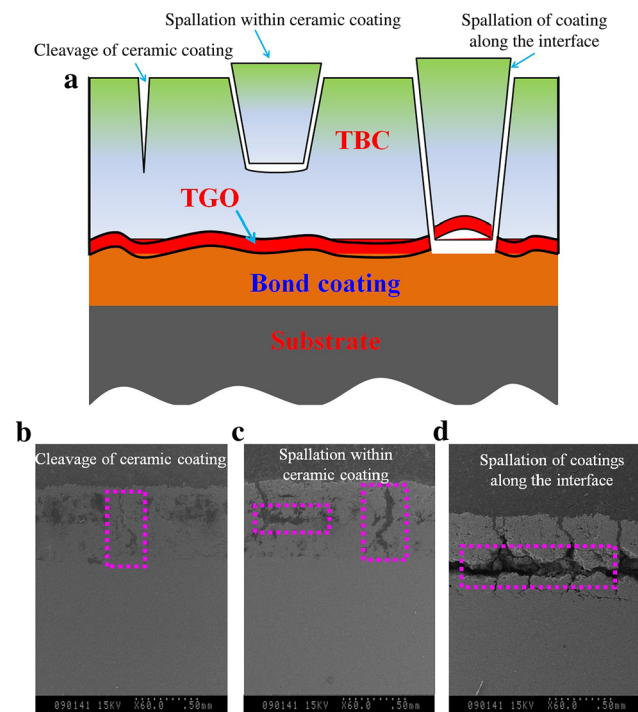 Spallation within ceramic coating
Spallation of coating
along the interface
Cleavage of ceramic coating
a
TBC
TGO
Bond coating
Substrate
b
c
d
Cleavage of ceramic coating
Spallation within
ceramic coating
Spallation of coatings
along the interface
090141 15KV X60.0 .50mm
090141 15KV X60.0 .50mm
090141 15KV X60.0 .50mm